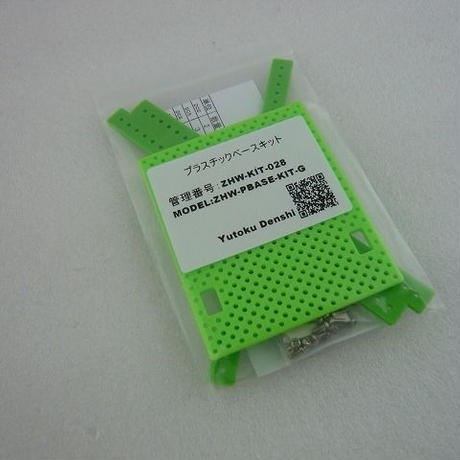 プラスチックベースキット
管理番号:ZHW-KIT-028
MODEL:ZHW-PBASE-KIT-G
Yutoku Denshi